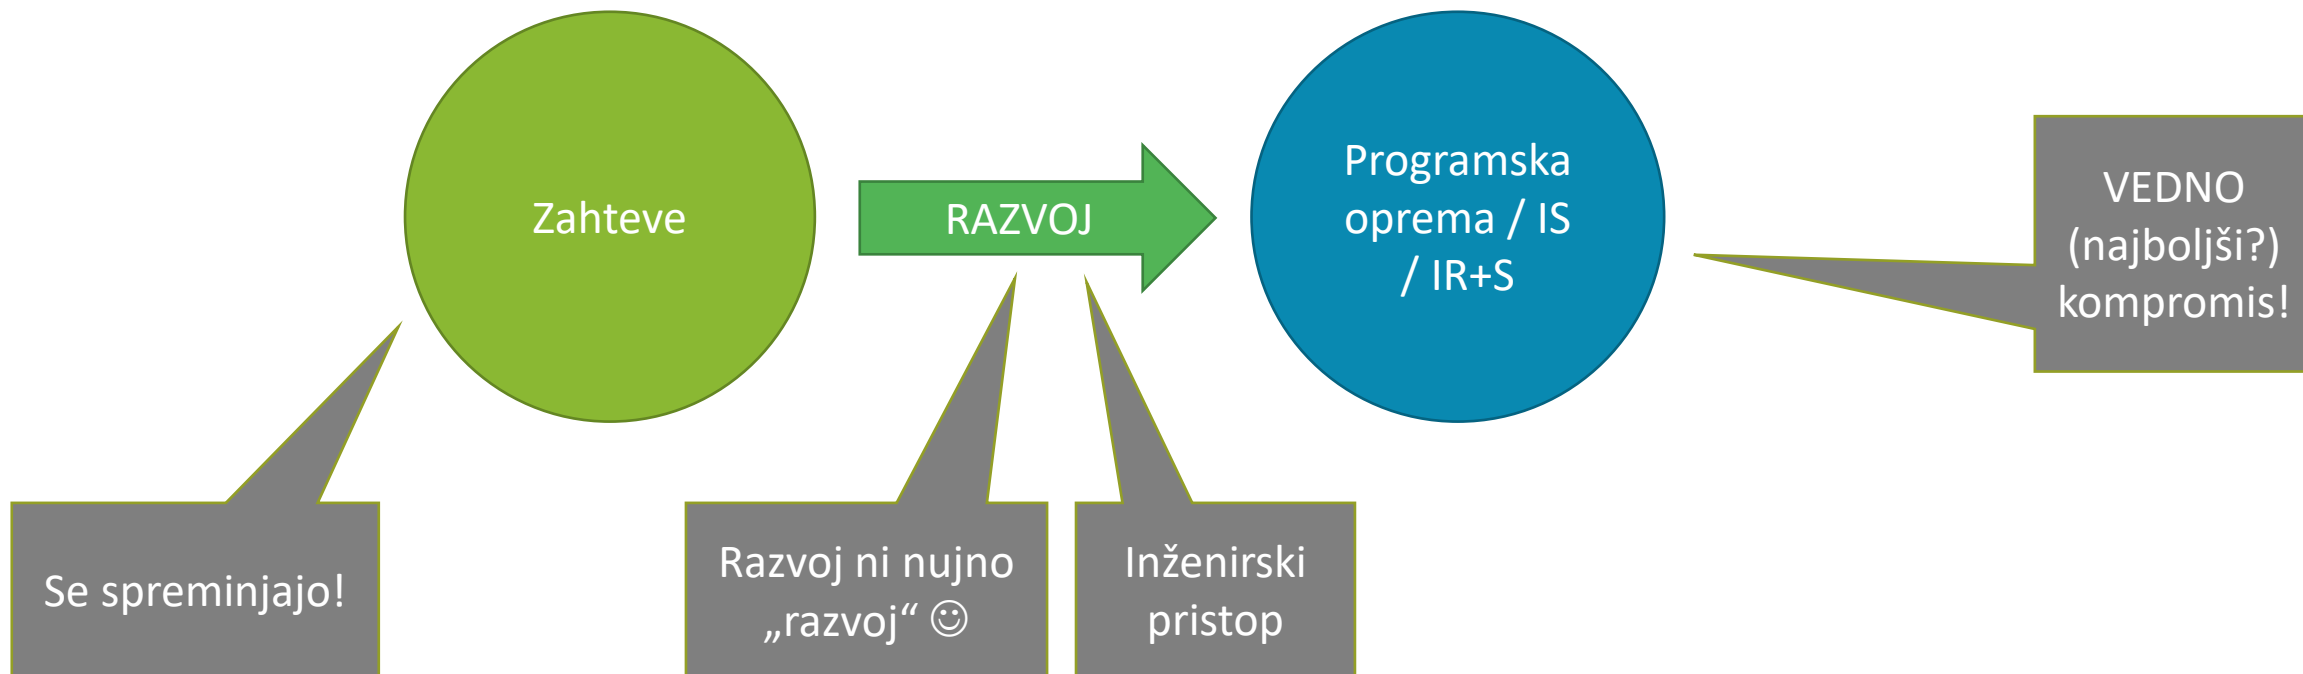 Zahteve
RAZVOJ
Programska
oprema / IS
/ IR+S
VEDNO
(najboljši?)
kompromis!
Se spreminjajo!
Razvoj ni nujno
„razvoj“ ☺
Inženirski
pristop